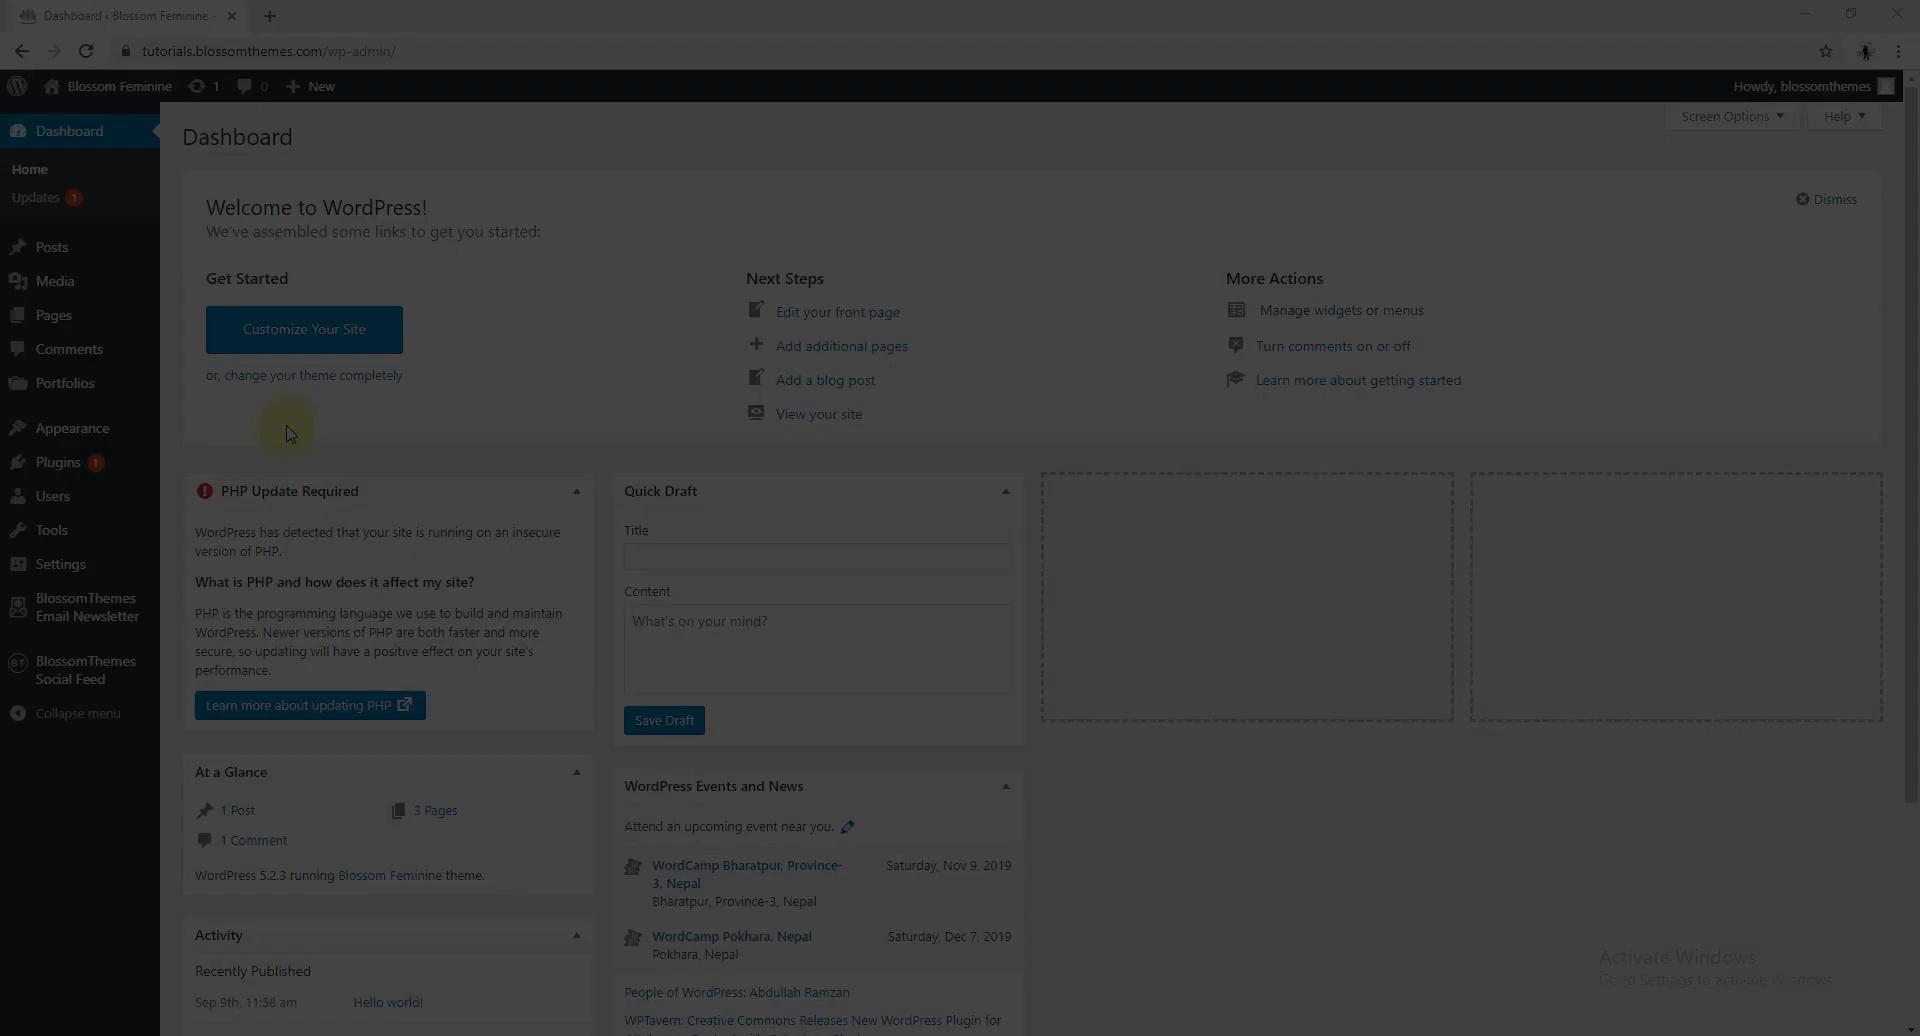 Dashboard ‹ Blossom Feminine -
tutorials.blossomthemes.com/wp-admin/
Blossom Feminine 1 0 New
Howdy, blossomthemes
Dashboard
Home
Updates 1
Posts
Media
Pages
Comments
Portfolios
Appearance
Plugins 1
Users
Tools
Settings
BlossomThemes
Email Newsletter
BT BlossomThemes
Social Feed
Collapse menu
Screen Options
Help
Dashboard
Welcome to WordPress!
We've assembled some links to get you started:
Dismiss
Get Started
Customize Your Site
or, change your theme completely
Next Steps
Edit your front page
Add additional pages
Add a blog post
View your site
More Actions
Manage widgets or menus
Turn comments on or off
Learn more about getting started
PHP Update Required
WordPress has detected that your site is running on an insecure
version of PHP.
What is PHP and how does it affect my site?
PHP is the programming language we use to build and maintain
WordPress. Newer versions of PHP are both faster and more
secure, so updating will have a positive effect on your site's
performance.
Learn more about updating PHP
At a Glance
1 Post
3 Pages
1 Comment
WordPress 5.2.3 running Blossom Feminine theme.
Activity
Recently Published
Sep 9th, 11:58 am
Hello world!
Quick Draft
Title
Content
What's on your mind?
Save Draft
WordPress Events and News
Attend an upcoming event near you.
WordCamp Bharatpur, Province-
3, Nepal
Bharatpur, Province-3, Nepal
Saturday, Nov 9, 2019
WordCamp Pokhara, Nepal
Pokhara, Nepal
Saturday, Dec 7, 2019
People of WordPress: Abdullah Ramzan
WPTavern: Creative Commons Releases New WordPress Plugin for
Activate Windows
Go to Settings to activate Windows.